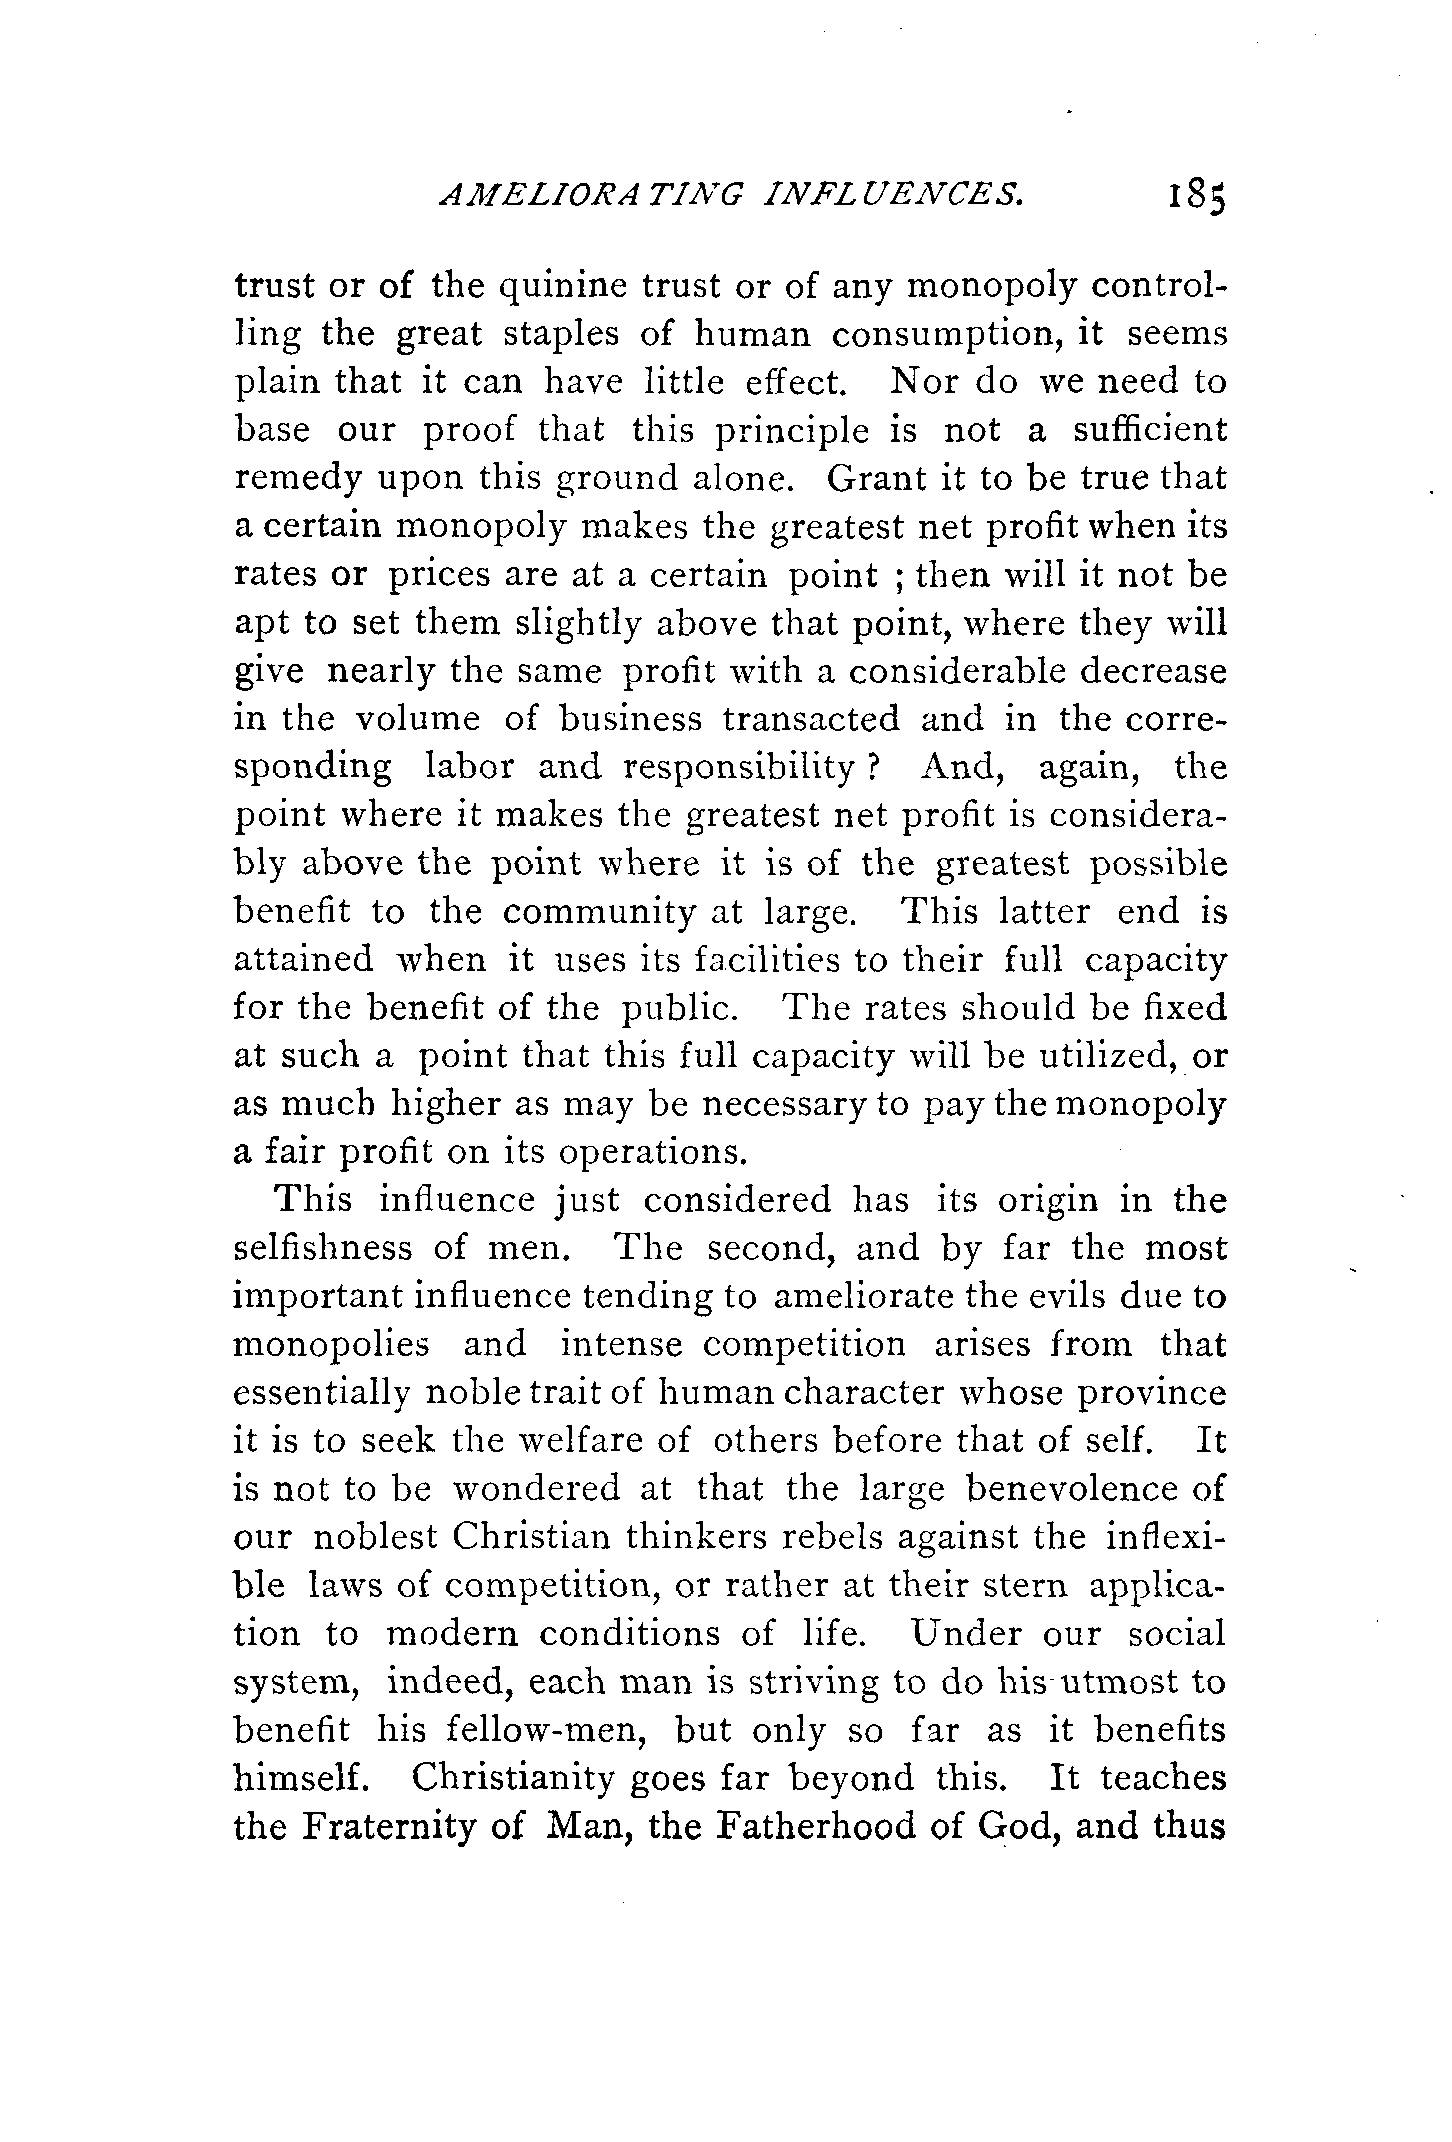 AMELIORATING INFLUENCES. 185
trust or of the quinine trust or of any monopoly control-
ling the great staples of human consumption, it seems
plain that it can have little effect. Nor do we need to
base our proof that this principle is not a sufficient
remedy upon this ground alone. Grant it to be true that
a certain monopoly makes the greatest net profit when its
rates or prices are at a certain point ; then will it not be
apt to set them slightly above that point, where they will
give nearly the same profit with a considerable decrease
in the volume of business transacted and in the corre-
sponding labor and responsibility ? And, again, the
point where it makes the greatest net profit is considera-
bly above the point where it is of the greatest possible
benefit to the community at large. This latter end is
attained when it uses its facilities to their full capacity
for the benefit of the public. The rates should be fixed
at such a point that this full capacity will be utilized, or
as much higher as may be necessary to pay the monopoly
a fair profit on its operations.
This influence just considered has its origin in the
selfishness of men. The second, and by far the most
important influence tending to ameliorate the evils due to
monopolies and intense competition arises from that
essentially noble trait of human character whose province
it is to seek the welfare of others before that of self. It
is not to be wondered at that the large benevolence of
our noblest Christian thinkers rebels against the inflexi-
ble laws of competition, or rather at their stern applica-
tion to modern conditions of life. Under our social
system, indeed, each man is striving to do his utmost to
benefit his fellow-men, but only so far as it benefits
himself. Christianity goes far beyond this. It teaches
the Fraternity of Man, the Fatherhood of God, and thus